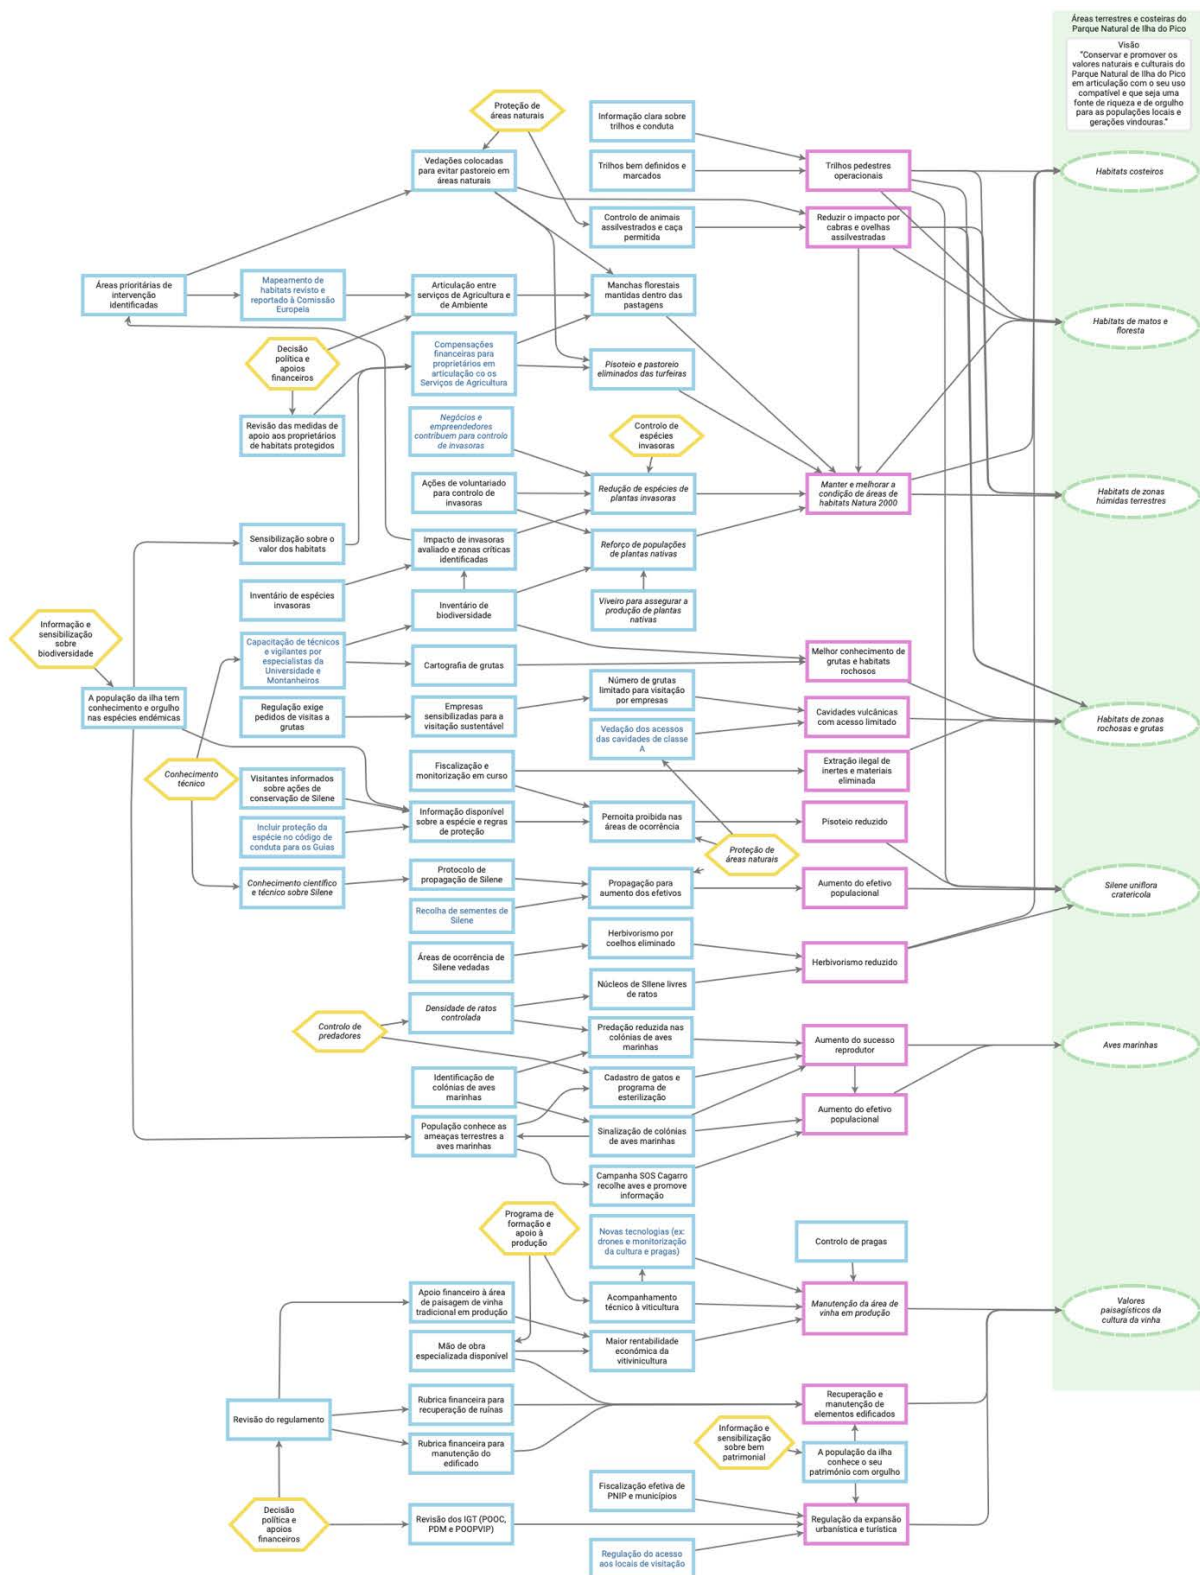 Áreas terrestres e costeiras do
Parque Natural de Ilha do Pico
Visão
"Conservar e promover os
valores naturais e culturais do
Parque Natural de Ilha do Pico
em articulação com o seu uso
compatível e que seja uma
fonte de riqueza e de orgulho
para as populações locais e
gerações vindouras."
Proteção de
áreas naturais
Informação clara sobre
trilhos e conduta
Vedações colocadas
para evitar pastoreio em
áreas naturais
Trilhos bem definidos e
marcados
Trilhos pedestres
operacionais
Habitats costeiros
Controlo de animais
assilvestrados e caça
permitida
Reduzir o impacto por
cabras e ovelhas
assilvestradas
Áreas prioritárias de
intervenção
identificadas
Mapeamento de
habitats revisto e
reportado à Comissão
Europeia
Articulação entre
serviços de Agricultura e
de Ambiente
Manchas florestais
mantidas dentro das
pastagens
Habitats de matos e
floresta
Decisão
política e
apoios
financeiros
Compensações
financeiras para
proprietários em
articulação co os
Serviços de Agricultura
Pisoteio e pastoreio
eliminados das turfeiras
Revisão das medidas de
apoio aos proprietários
de habitats protegidos
Negócios e
empreendedores
contribuem para controlo
de invasoras
Controlo de
espécies
invasoras
Ações de voluntariado
para controlo de
invasoras
Redução de espécies de
plantas invasoras
Manter e melhorar a
condição de áreas de
habitats Natura 2000
Habitats de zonas
húmidas terrestres
Sensibilização sobre o
valor dos habitats
Impacto de invasoras
avaliado e zonas críticas
identificadas
Reforço de populações
de plantas nativas
Inventário de espécies
invasoras
Inventário de
biodiversidade
Viveiro para assegurar a
produção de plantas
nativas
Informação e
sensibilização
sobre
biodiversidade
Capacitação de técnicos
e vigilantes por
especialistas da
Universidade e
Montanheiros
Cartografia de grutas
Melhor conhecimento de
grutas e habitats
rochosos
A população da ilha tem
conhecimento e orgulho
nas espécies endémicas
Regulação exige
pedidos de visitas a
grutas
Empresas
sensibilizadas para a
visitação sustentável
Número de grutas
limitado para visitação
por empresas
Cavidades vulcânicas
com acesso limitado
Habitats de zonas
rochosas e grutas
Vedação dos acessos
das cavidades de classe
A
Conhecimento
técnico
Visitantes informados
sobre ações de
conservação de Silene
Fiscalização e
monitorização em curso
Extração ilegal de
inertes e materiais
eliminada
Incluir proteção da
espécie no código de
conduta para os Guias
Informação disponível
sobre a espécie e regras
de proteção
Pernoita proibida nas
áreas de ocorrência
Pisoteio reduzido
Proteção de
áreas naturais
Conhecimento científico
e técnico sobre Silene
Protocolo de
propagação de Silene
Propagação para
aumento dos efetivos
Aumento do efetivo
populacional
Silene uniflora
cratericola
Recolha de sementes de
Silene
Áreas de ocorrência de
Silene vedadas
Herbivorismo por
coelhos eliminado
Herbivorismo reduzido
Núcleos de SIlene livres
de ratos
Controlo de
predadores
Densidade de ratos
controlada
Predação reduzida nas
colónias de aves
marinhas
Aumento do sucesso
reprodutor
Aves marinhas
Identificação de
colónias de aves
marinhas
Cadastro de gatos e
programa de
esterilização
Aumento do efetivo
populacional
População conhece as
ameaças terrestres a
aves marinhas
Sinalização de colónias
de aves marinhas
Campanha SOS Cagarro
recolhe aves e promove
informação
Programa de
formação e
apoio à
produção
Novas tecnologias (ex:
drones e monitorização
da cultura e pragas)
Controlo de pragas
Apoio financeiro à área
de paisagem de vinha
tradicional em produção
Acompanhamento
técnico à viticultura
Manutenção da área de
vinha em produção
Valores
paisagísticos da
cultura da vinha
Mão de obra
especializada disponível
Maior rentabilidade
económica da
vitivinicultura
Revisão do regulamento
Rubrica financeira para
recuperação de ruínas
Recuperação e
manutenção de
elementos edificados
Rubrica financeira para
manutenção do
edificado
Informação e
sensibilização
sobre bem
patrimonial
A população da ilha
conhece o seu
património com orgulho
Fiscalização efetiva de
PNIP e municípios
Decisão
política e
apoios
financeiros
Revisão dos IGT (POOC,
PDM e POOPVIP)
Regulação da expansão
urbanística e turística
Regulação do acesso
aos locais de visitação